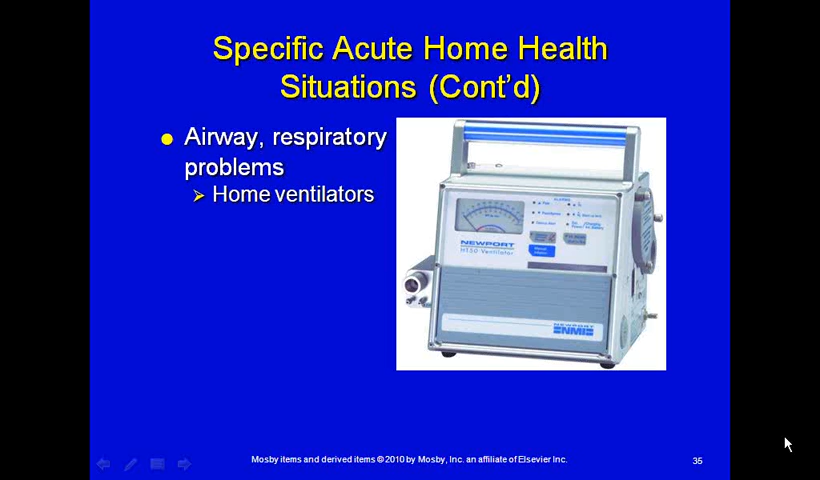 Specific Acute Home Health
Situations (Cont'd)
Airway, respiratory
problems
Home ventilators
NEWPORT
HT50 Ventilator
NMI
Mosby items and derived items © 2010 by Mosby, Inc. an affiliate of Elsevier Inc.
35